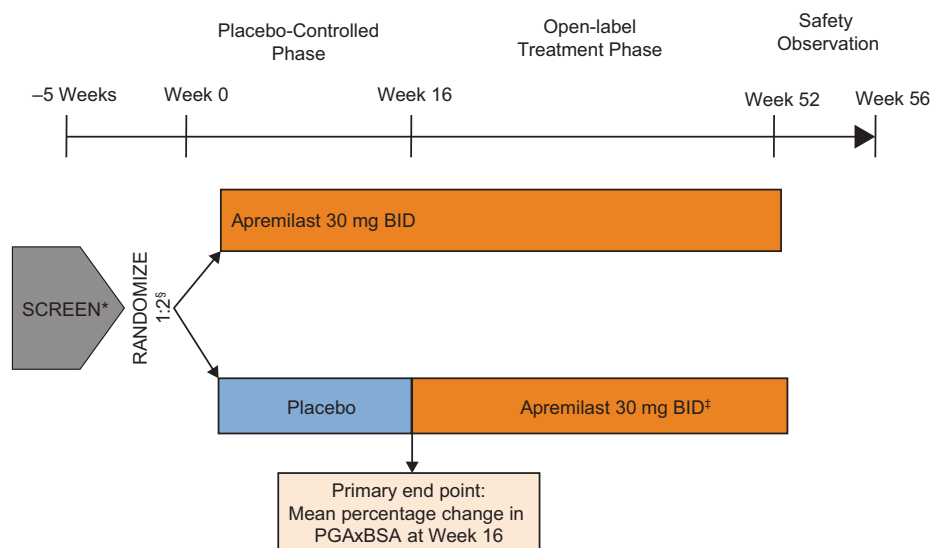 Placebo-Controlled
Phase
Open-label
Treatment Phase
Safety
Observation
–5 Weeks
Week 0
Week 16
Week 52
Week 56
Apremilast 30 mg BID
SCREEN*
RANDOMIZE
1:2§
Placebo
Apremilast 30 mg BID‡
Primary end point:
Mean percentage change in
PGAxBSA at Week 16